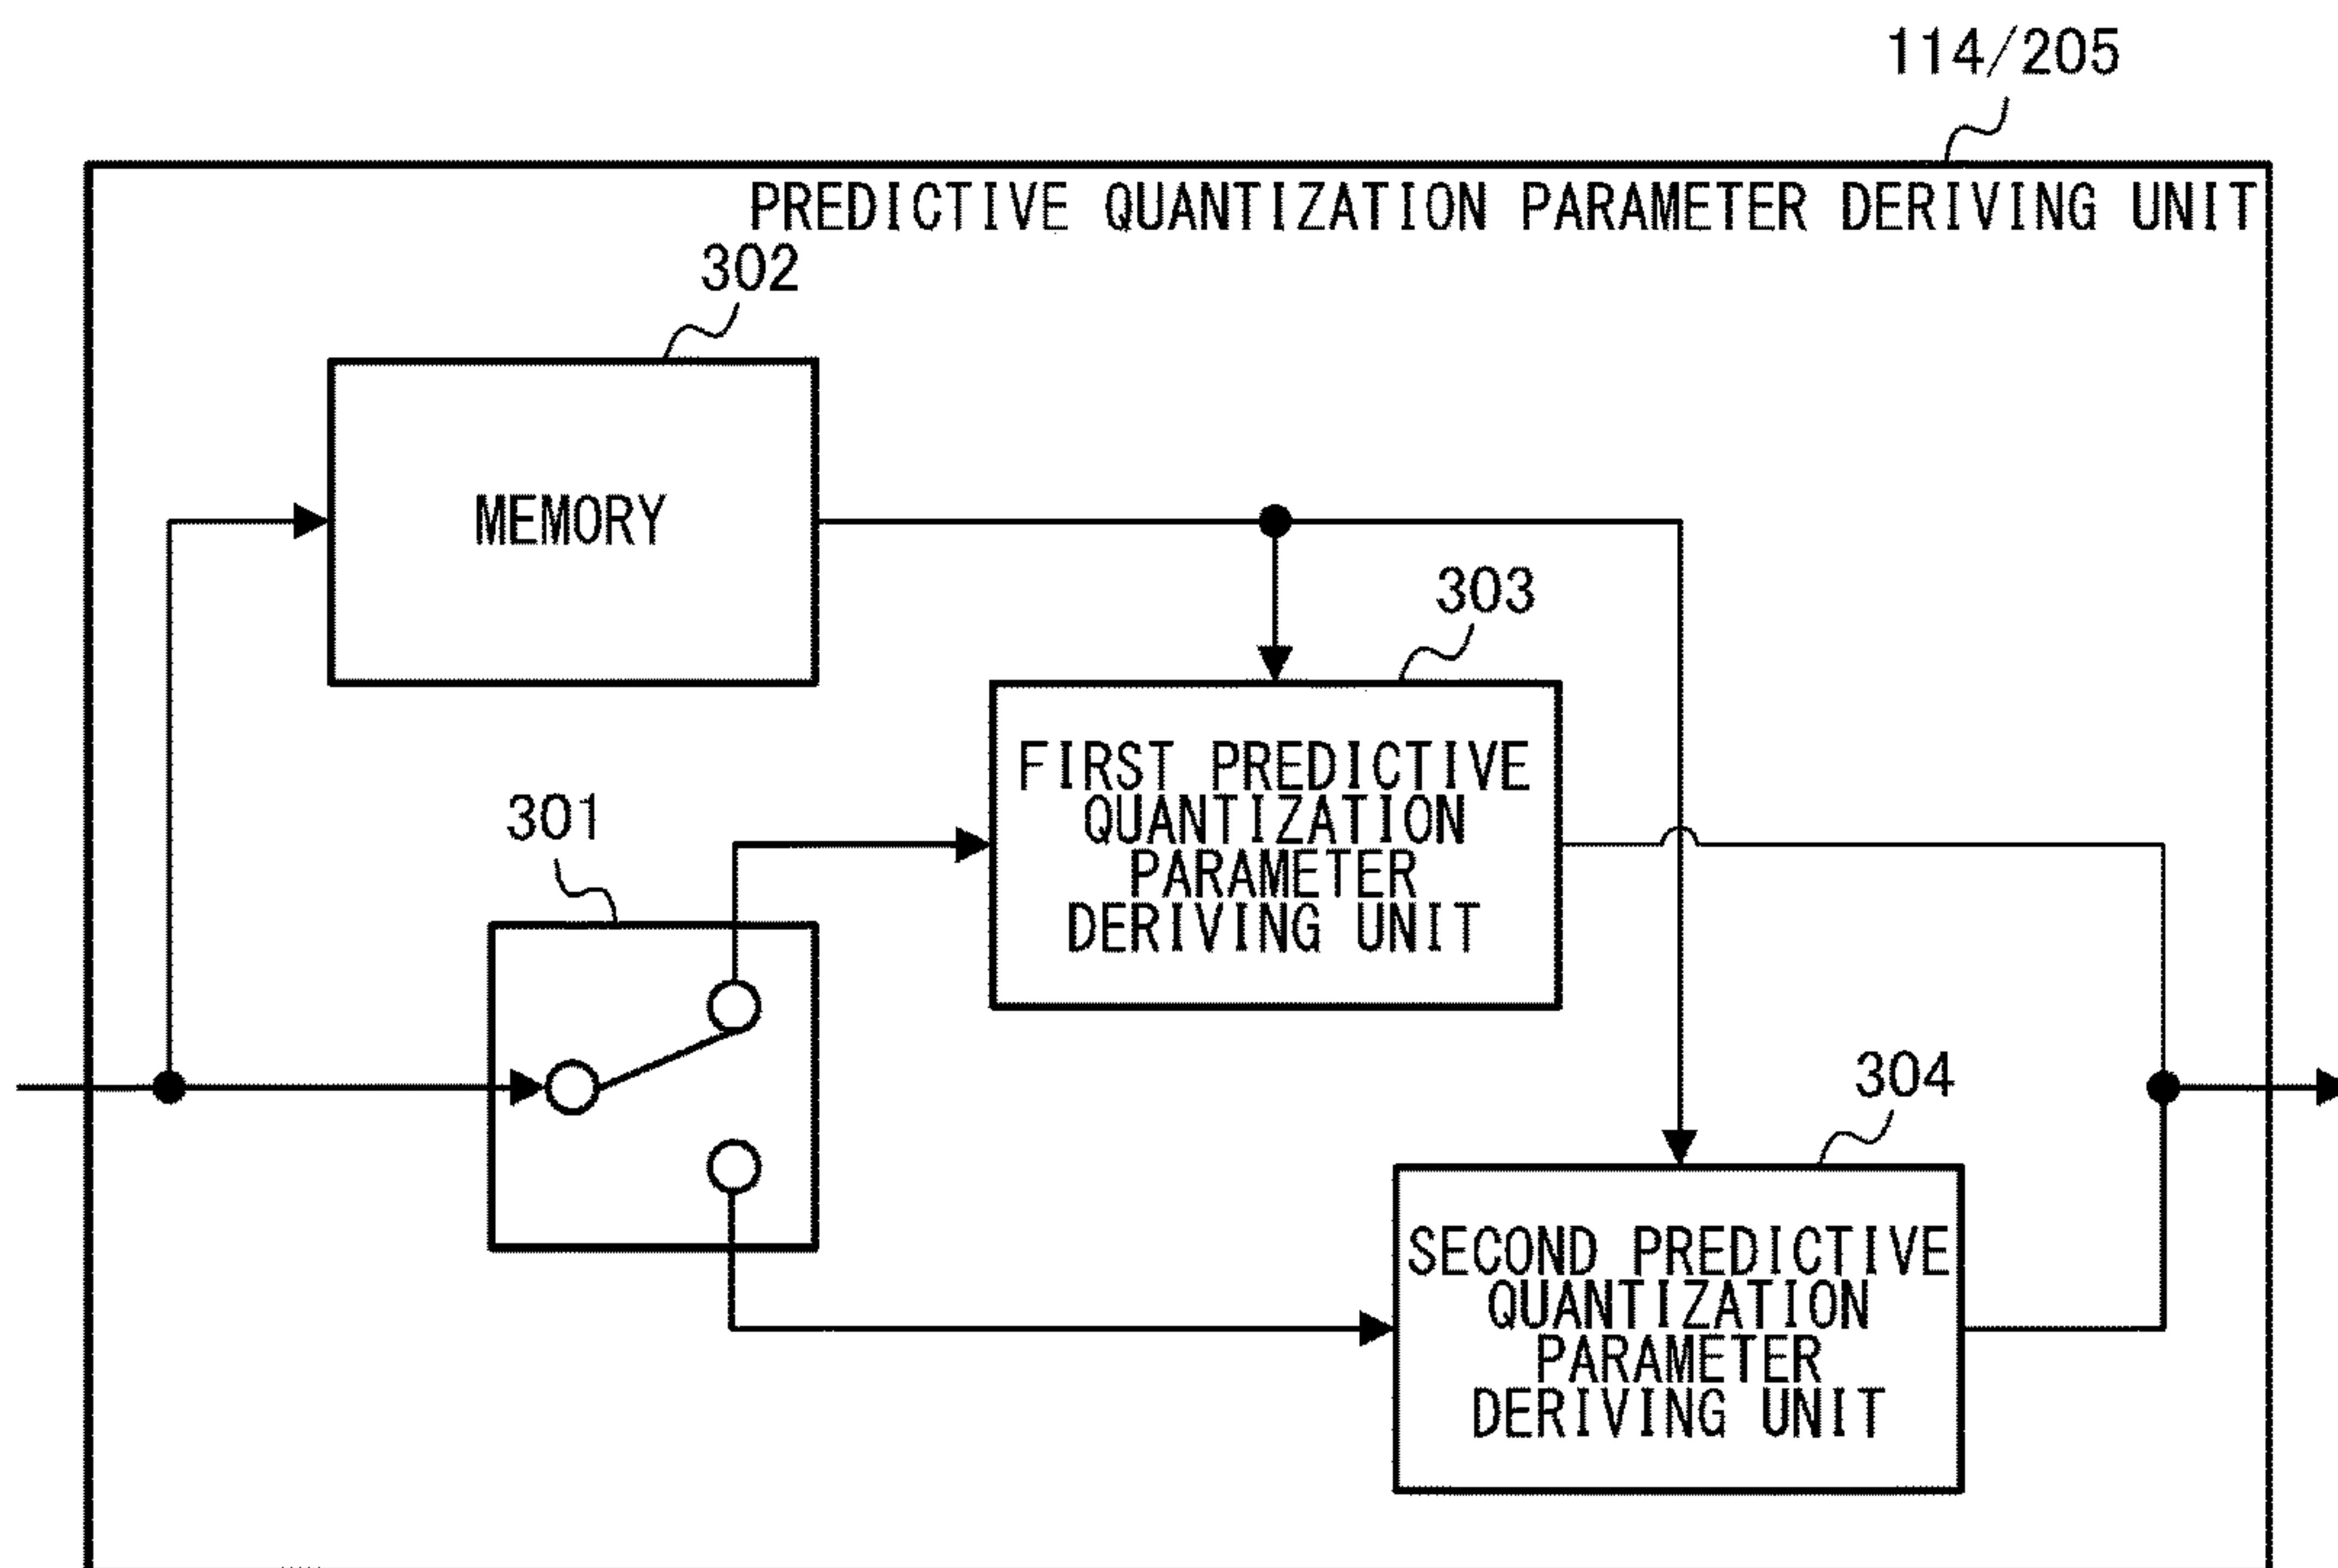 114/205
PREDICTIVE QUANTIZATION PARAMETER DERIVING UNIT
302
MEMORY
303
FIRST PREDICTIVE
QUANTIZATION
PARAMETER
DERIVING UNIT
301
304
SECOND PREDICTIVE
QUANTIZATION
PARAMETER
DERIVING UNIT